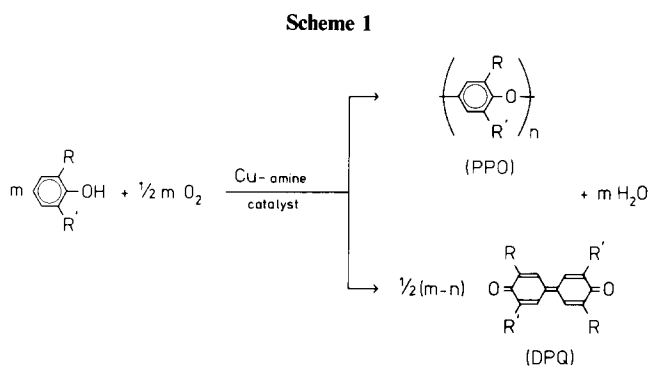 Scheme 1
R
O
R'
n
(PPO)
m
R
OH + ½ m O₂
R'
Cu-amine
catalyst
+ m H₂O
½(m-n)
R
R'
O
O
R'
R
(DPQ)